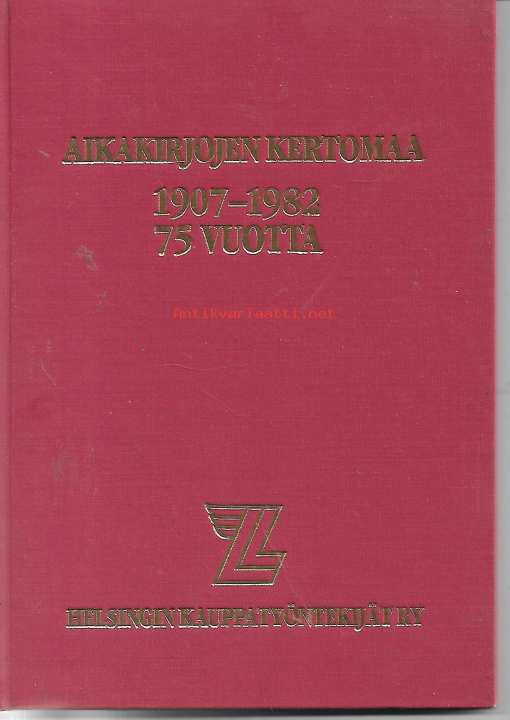 AIKAKIRJOJEN KERTOMAA
1907–1982
75 VUOTTA
Antikvariaatti.net
HELSINGIN KAUPPATYÖNTEKIJÄT RY